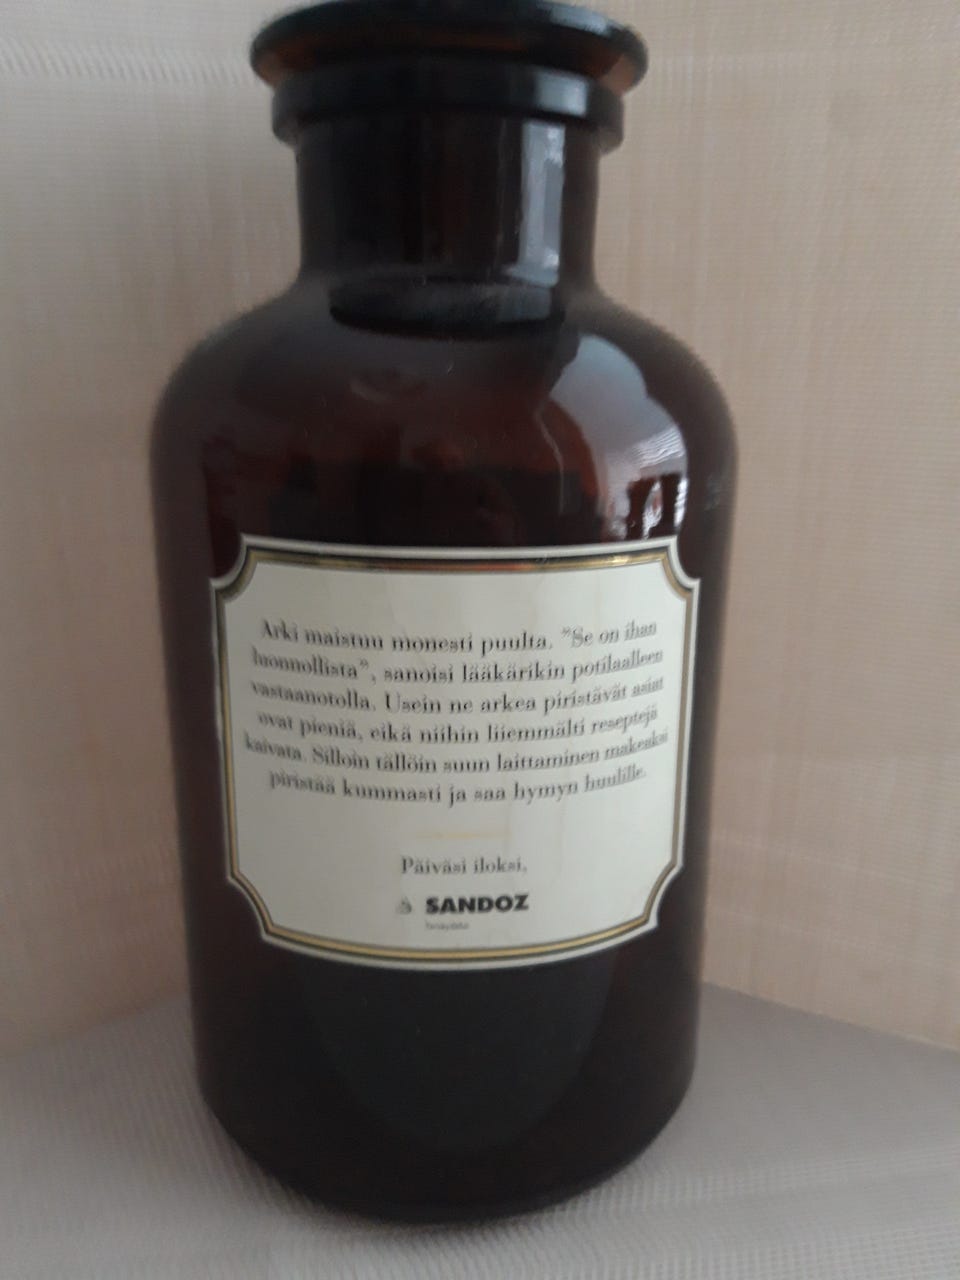 Arki maistuu monesti puulta. "Se on ihan
luonnollista", sanoisi lääkärikin potilaalleen
vastaanotolla. Usein ne arkea piristävät asiat
ovat pieniä, eikä niihin liiemmälti reseptejä
kaivata. Silloin tällöin suun laittaminen makeaksi
piristää kummasti ja saa hymyn huulille.
Päiväsi iloksi,
SANDOZ